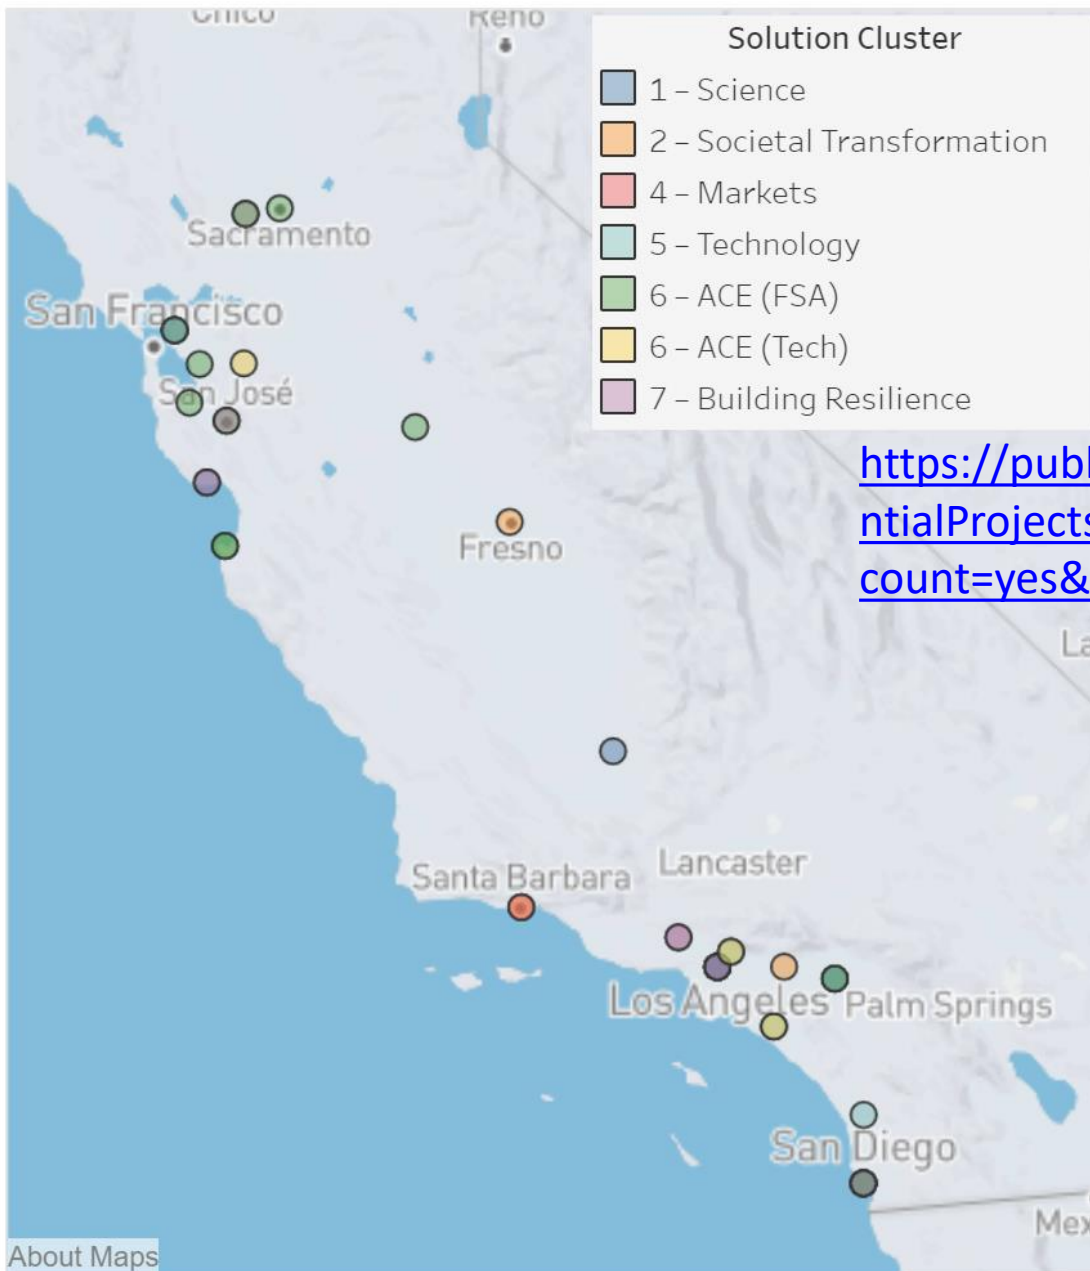 Chico
Reno
Solution Cluster
1 – Science
2 – Societal Transformation
4 – Markets
5 – Technology
6 – ACE (FSA)
6 – ACE (Tech)
7 – Building Resilience
Sacramento
San Francisco
San José
https://publ
ntialProjects
count=yes&
Fresno
La
Santa Barbara
Lancaster
Los Angeles
Palm Springs
San Diego
Mex
About Maps